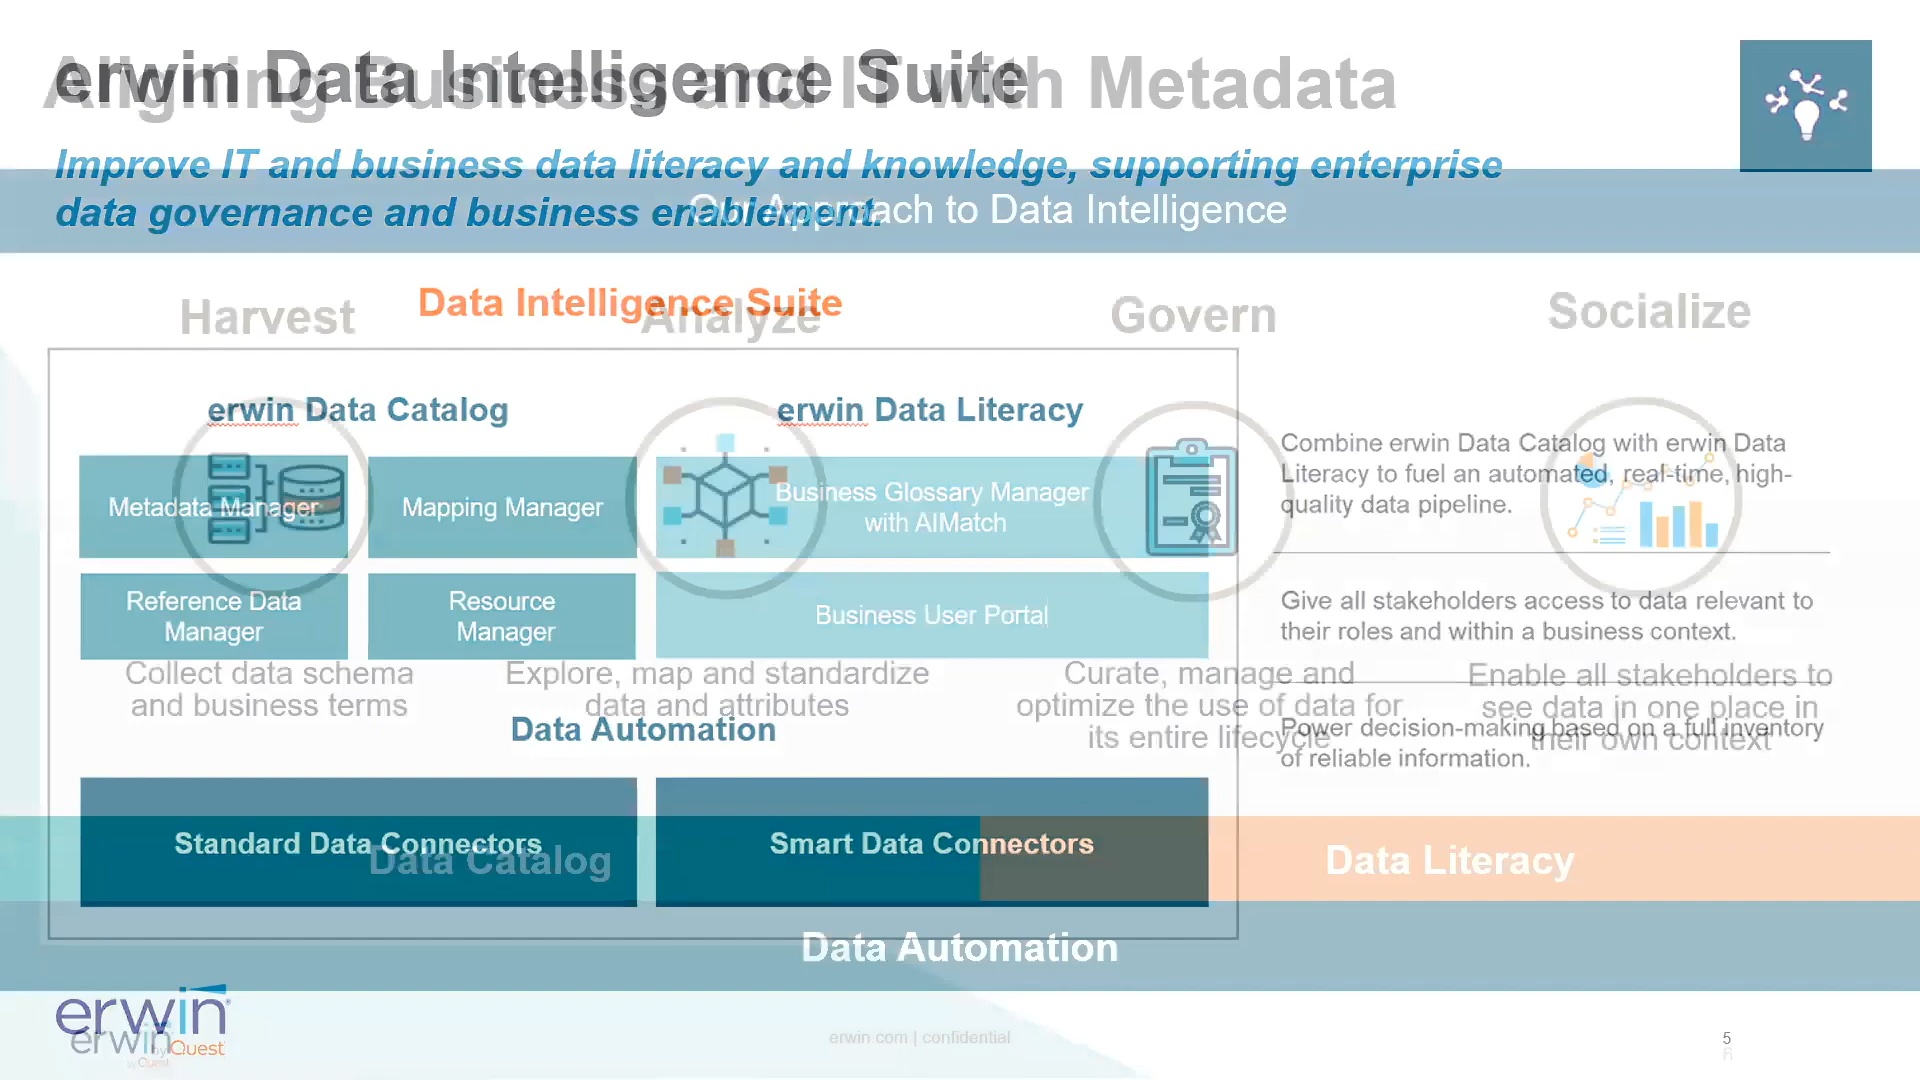 erwin Data Intelligence Suite
Aligning Business and IT with Metadata
Improve IT and business data literacy and knowledge, supporting enterprise
data governance and business enablement.
Our Approach to Data Intelligence
Data Intelligence Suite
Harvest
Analyze
Govern
Socialize
erwin Data Catalog
erwin Data Literacy
Metadata Manager
Mapping Manager
Business Glossary Manager
with AIMatch
Reference Data
Manager
Resource
Manager
Business User Portal
Combine erwin Data Catalog with erwin Data
Literacy to fuel an automated, real-time, high-
quality data pipeline.
Give all stakeholders access to data relevant to
their roles and within a business context.
Power decision-making based on a full inventory
of reliable information.
Collect data schema
and business terms
Explore, map and standardize
data and attributes
Curate, manage and
optimize the use of data for
its entire lifecycle
Enable all stakeholders to
see data in one place in
their own context
Data Automation
Standard Data Connectors
Smart Data Connectors
Data Catalog
Data Literacy
Data Automation
erwin
by Quest
erwin
by Quest
erwin.com | confidential
5
6